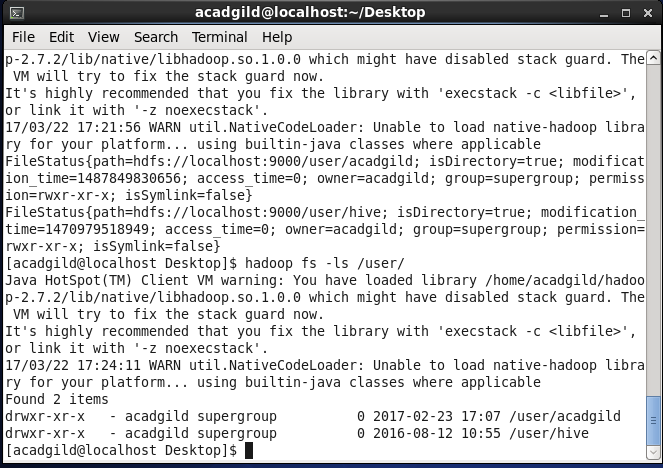 acadgild@localhost:~/Desktop
File Edit View Search Terminal Help
p-2.7.2/lib/native/libhadoop.so.1.0.0 which might have disabled stack guard. The
 VM will try to fix the stack guard now.
It's highly recommended that you fix the library with 'execstack -c <libfile>',
or link it with '-z noexecstack'.
17/03/22 17:21:56 WARN util.NativeCodeLoader: Unable to load native-hadoop libra
ry for your platform... using builtin-java classes where applicable
FileStatus{path=hdfs://localhost:9000/user/acadgild; isDirectory=true; modificat
ion_time=1487849830656; access_time=0; owner=acadgild; group=supergroup; permiss
ion=rwxr-xr-x; isSymlink=false}
FileStatus{path=hdfs://localhost:9000/user/hive; isDirectory=true; modification_
time=1470979518949; access_time=0; owner=acadgild; group=supergroup; permission=
rwxr-xr-x; isSymlink=false}
[acadgild@localhost Desktop]$ hadoop fs -ls /user/
Java HotSpot(TM) Client VM warning: You have loaded library /home/acadgild/hadoo
p-2.7.2/lib/native/libhadoop.so.1.0.0 which might have disabled stack guard. The
 VM will try to fix the stack guard now.
It's highly recommended that you fix the library with 'execstack -c <libfile>',
or link it with '-z noexecstack'.
17/03/22 17:24:11 WARN util.NativeCodeLoader: Unable to load native-hadoop libra
ry for your platform... using builtin-java classes where applicable
Found 2 items
drwxr-xr-x   - acadgild supergroup          0 2017-02-23 17:07 /user/acadgild
drwxr-xr-x   - acadgild supergroup          0 2016-08-12 10:55 /user/hive
[acadgild@localhost Desktop]$